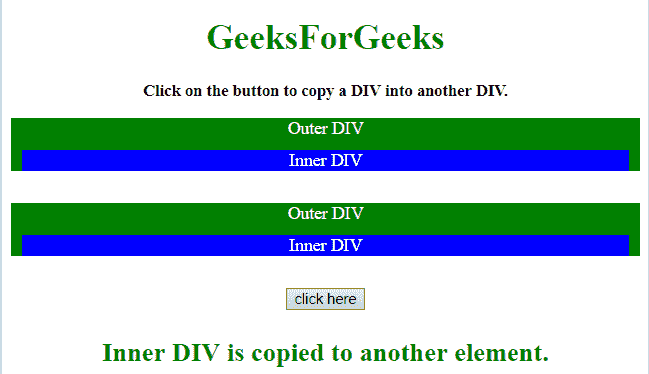 GeeksForGeeks
Click on the button to copy a DIV into another DIV.
Outer DIV
Inner DIV
Outer DIV
Inner DIV
click here
Inner DIV is copied to another element.